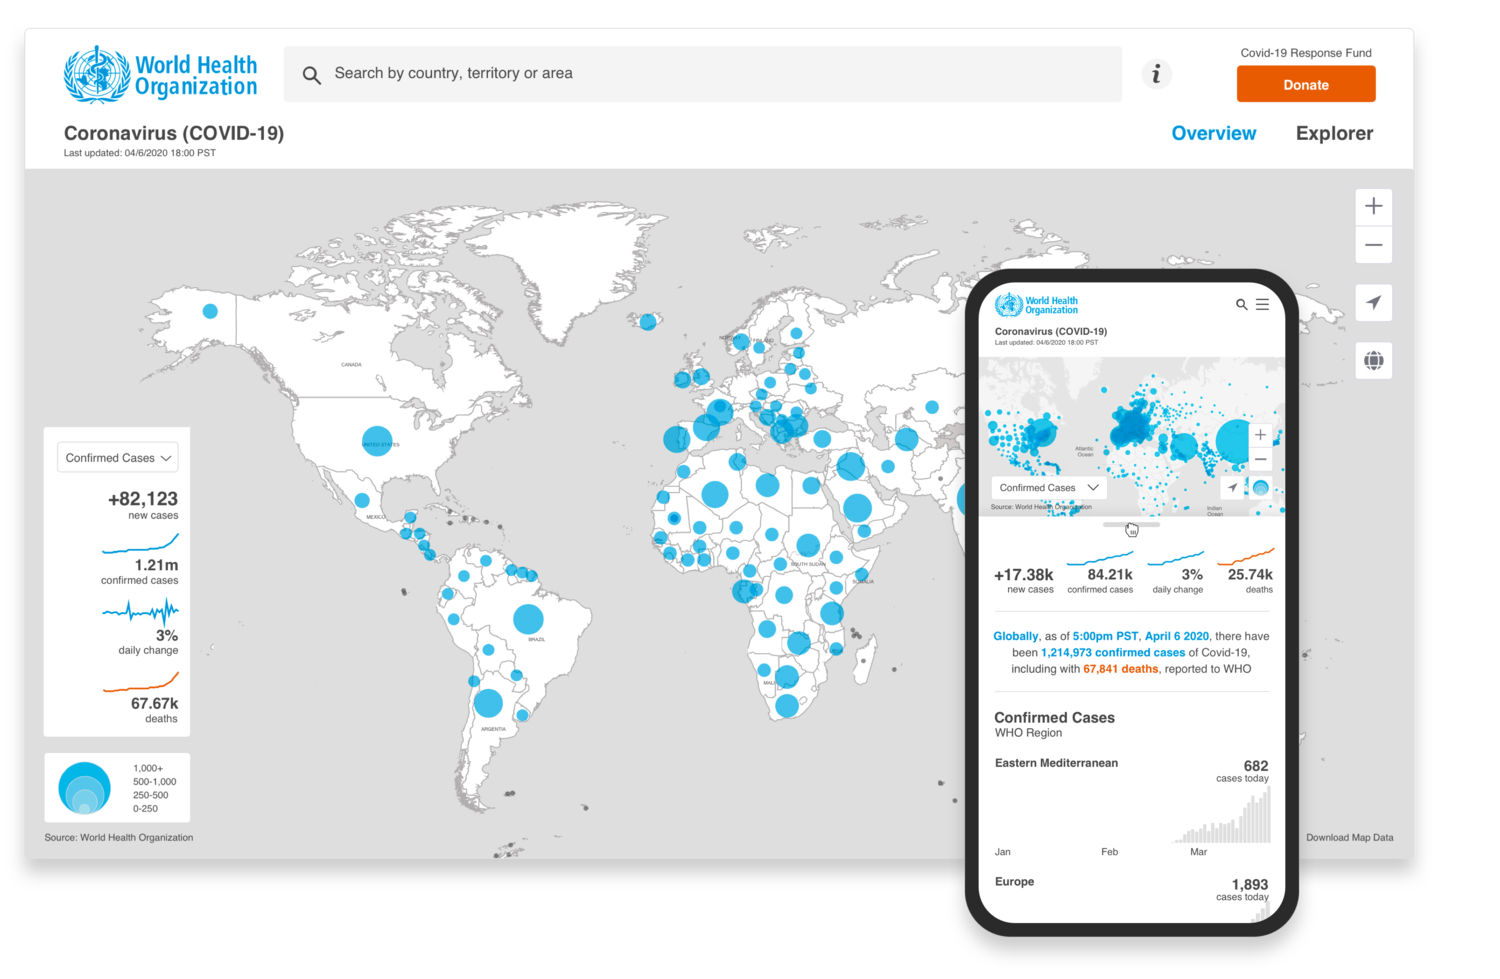 World Health
Organization
Search by country, territory or area
i
Covid-19 Response Fund
Donate
Coronavirus (COVID-19)
Last updated: 04/6/2020 18:00 PST
Overview
Explorer
CANADA
UNITED STATES
MEXICO
BRAZIL
ARGENTIA
FINLAND
SOUTH SUDAN
SOMALIA
Confirmed Cases
+82,123
new cases
1.21m
confirmed cases
3%
daily change
67.67k
deaths
1,000+
500-1,000
250-500
0-250
Source: World Health Organization
Download Map Data
World Health
Organization
Coronavirus (COVID-19)
Last updated: 04/6/2020 18:00 PST
Atlantic
Ocean
Confirmed Cases
Source: World Health Organization
Indian
Ocean
+17.38k
new cases
84.21k
confirmed cases
3%
daily change
25.74k
deaths
Globally, as of 5:00pm PST, April 6 2020, there have
been 1,214,973 confirmed cases of Covid-19,
including with 67,841 deaths, reported to WHO
Confirmed Cases
WHO Region
Eastern Mediterranean
682
cases today
Jan Feb Mar
Europe
1,893
cases today